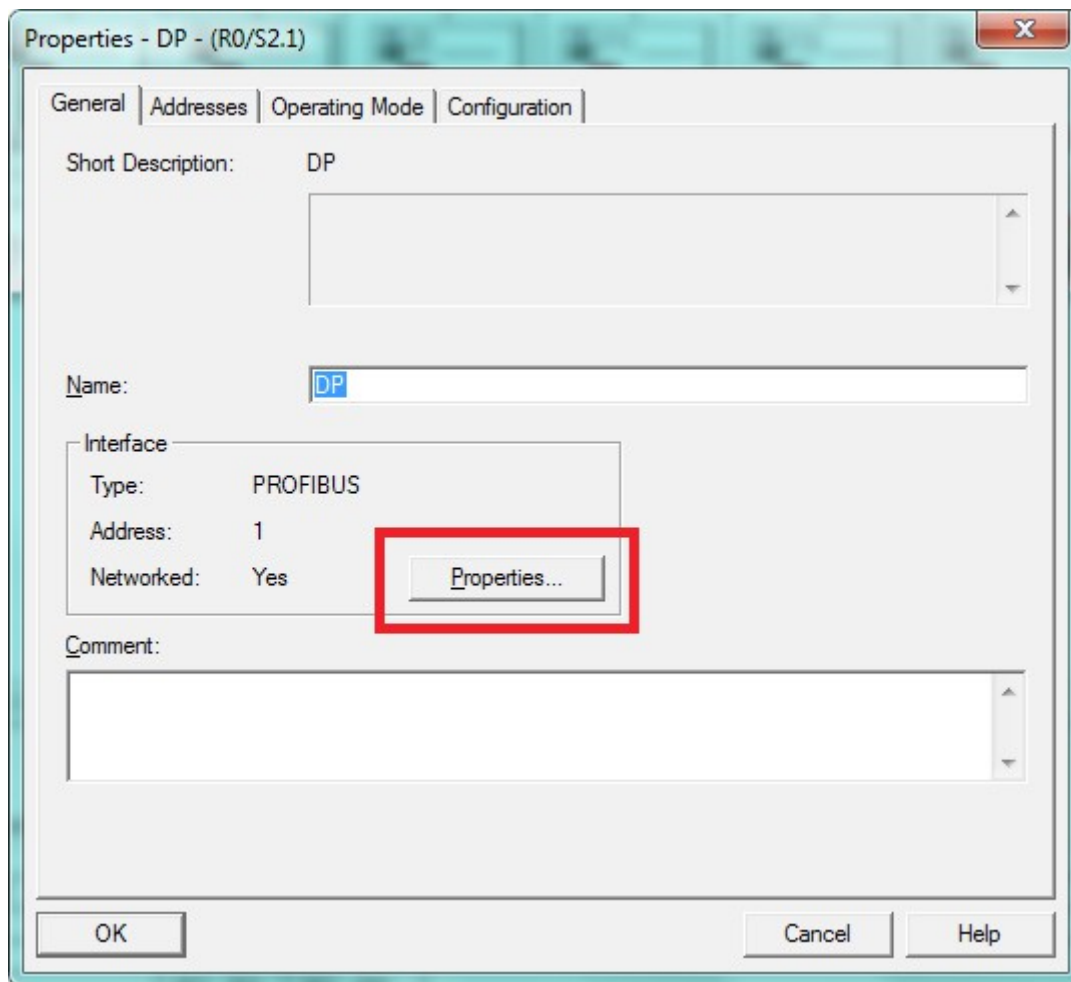 Properties - DP - (R0/S2.1)
General Addresses Operating Mode Configuration
Short Description: DP
Name: DP
Interface
Type: PROFIBUS
Address: 1
Networked: Yes Properties...
Comment:
OK Cancel Help